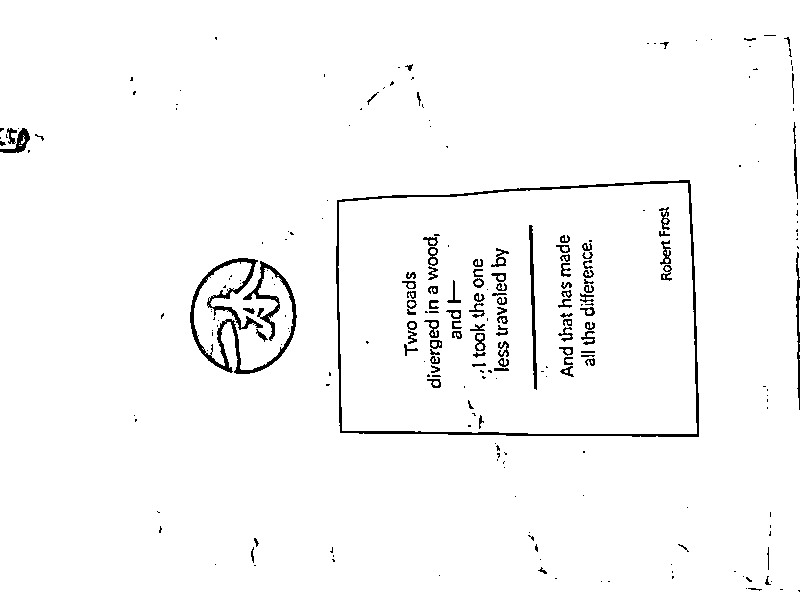 Two roads
diverged in a wood,
and I—
I took the one
less traveled by
And that has made
all the difference.
Robert Frost